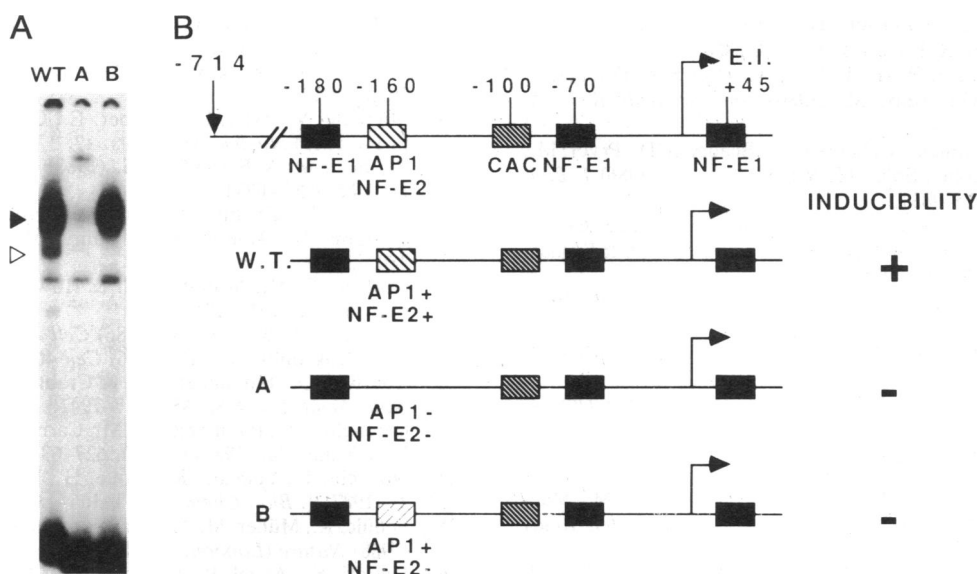 A
WT A B
B
-714
-180 -160 -100 -70 E.I. +45
NF-E1 AP1 CAC NF-E1 NF-E1
NF-E2
INDUCIBILITY
W.T. +
AP1+
NF-E2+
A -
AP1-
NF-E2-
B -
AP1+
NF-E2-